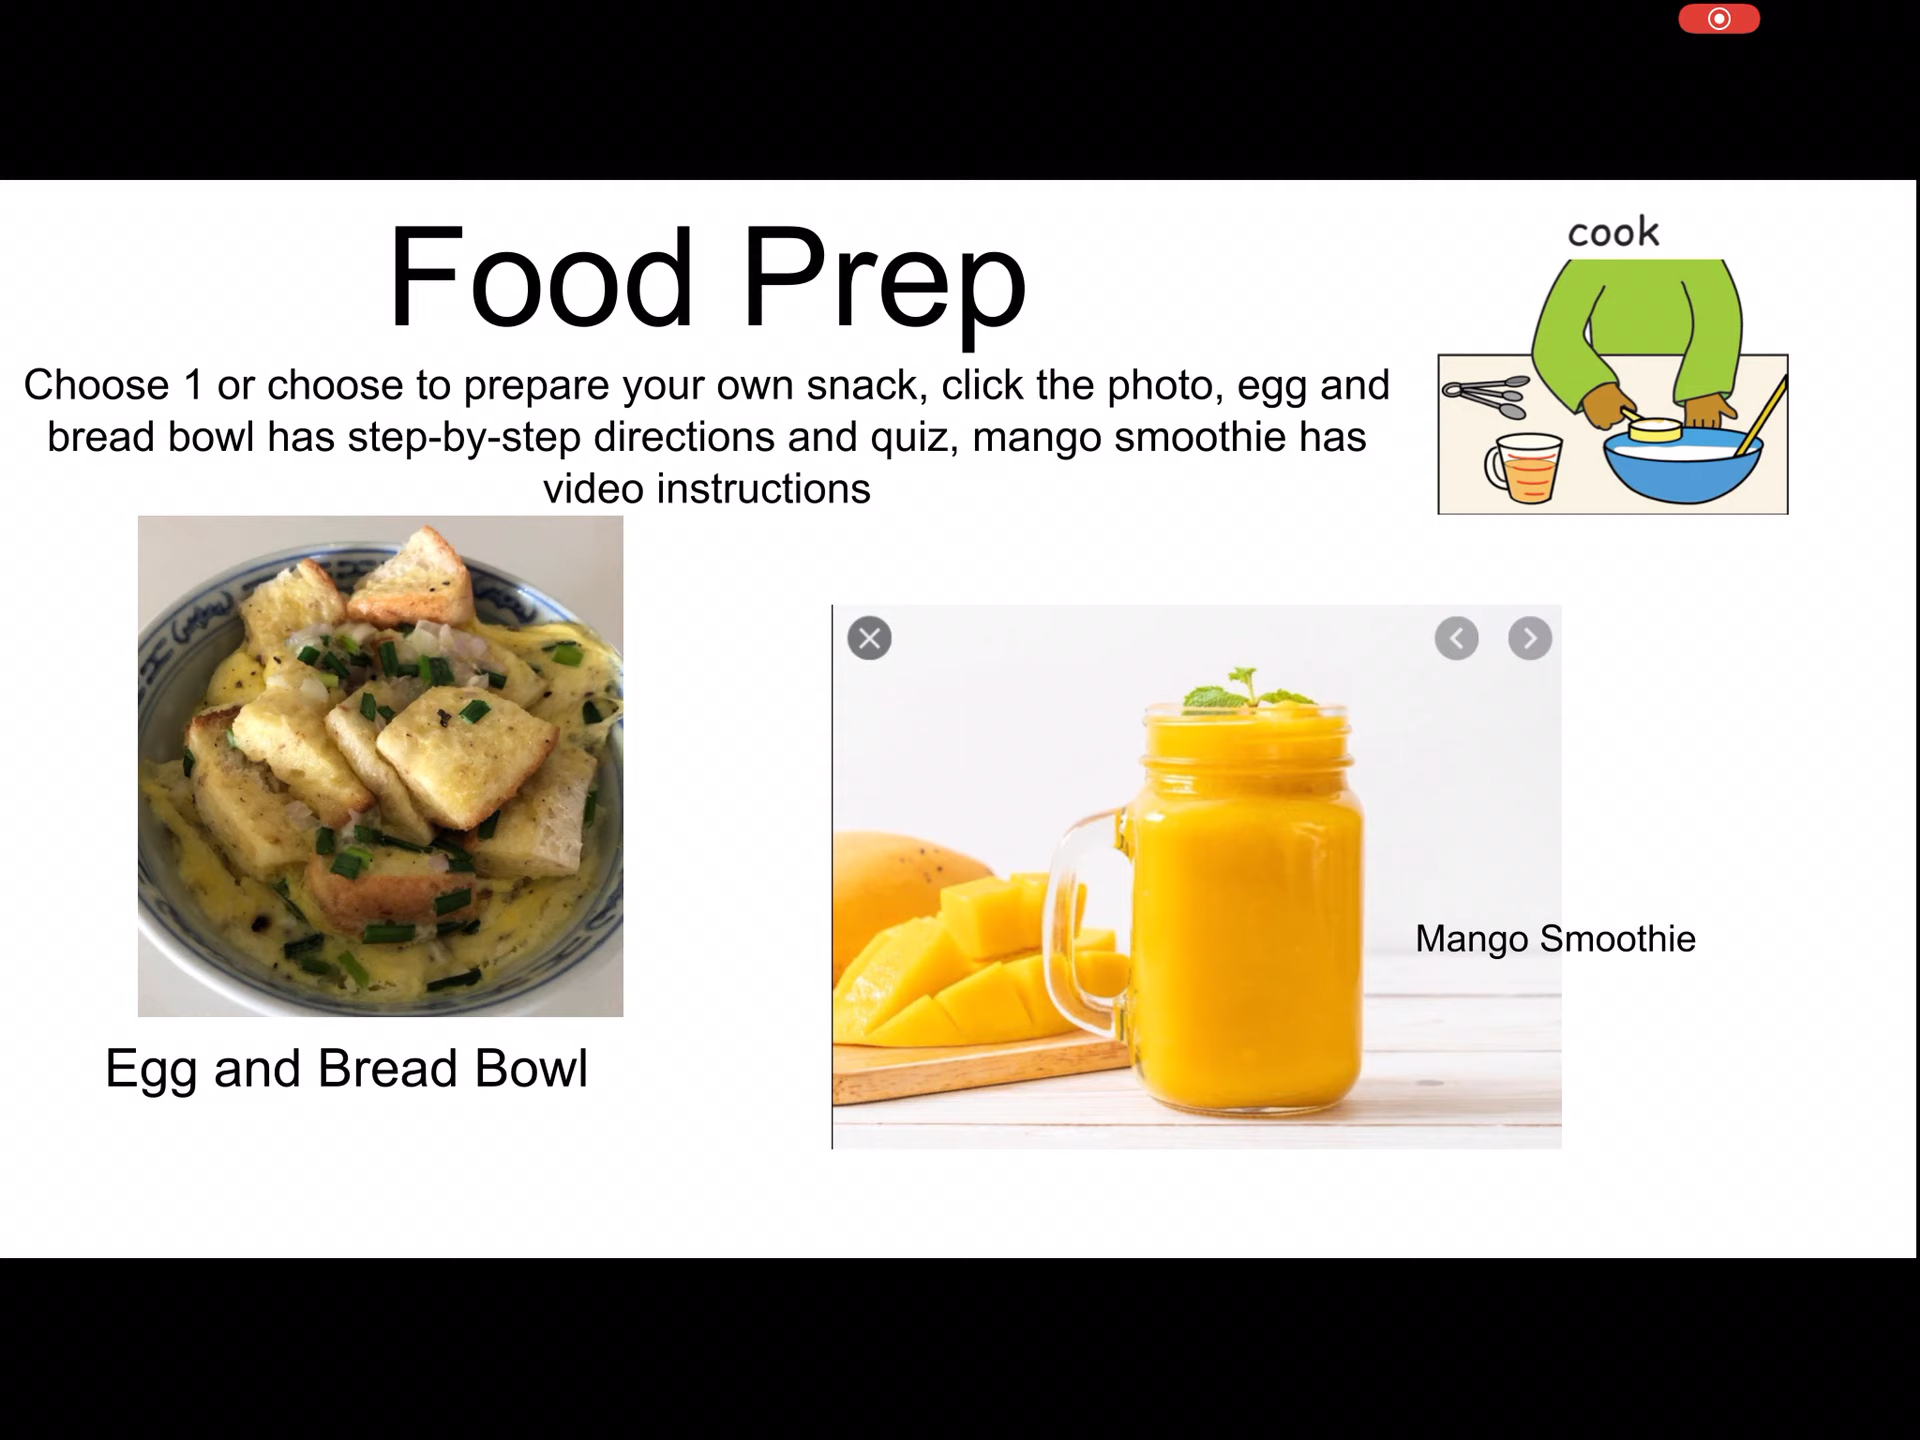 cook
Food Prep
Choose 1 or choose to prepare your own snack, click the photo, egg and
bread bowl has step-by-step directions and quiz, mango smoothie has
video instructions
Mango Smoothie
Egg and Bread Bowl